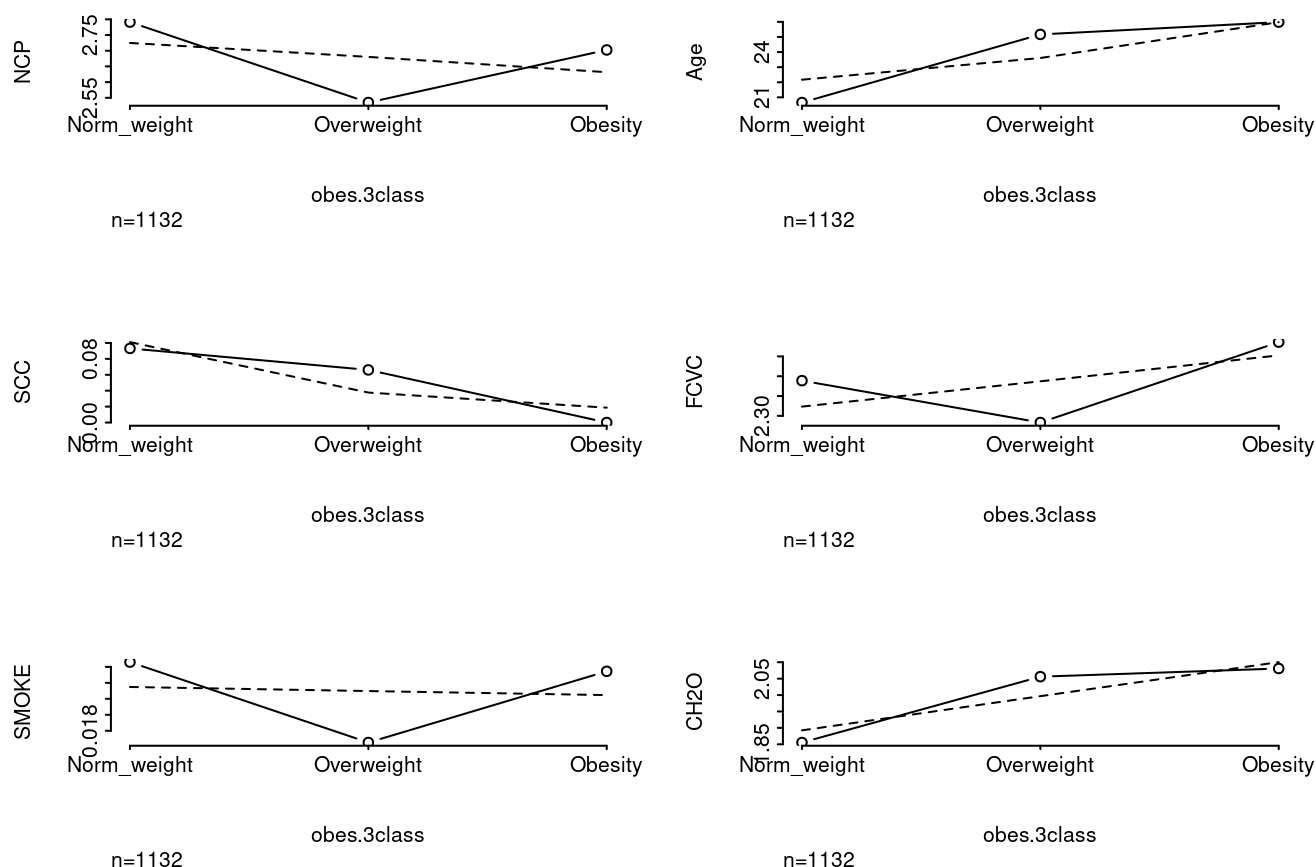 NCP
2.75
2.55
Norm_weight Overweight Obesity
obes.3class
n=1132
Age
24
21
Norm_weight Overweight Obesity
obes.3class
n=1132
SCC
0.08
0.00
Norm_weight Overweight Obesity
obes.3class
n=1132
FCVC
2.30
Norm_weight Overweight Obesity
obes.3class
n=1132
SMOKE
0.018
Norm_weight Overweight Obesity
obes.3class
n=1132
CH2O
2.05
1.85
Norm_weight Overweight Obesity
obes.3class
n=1132